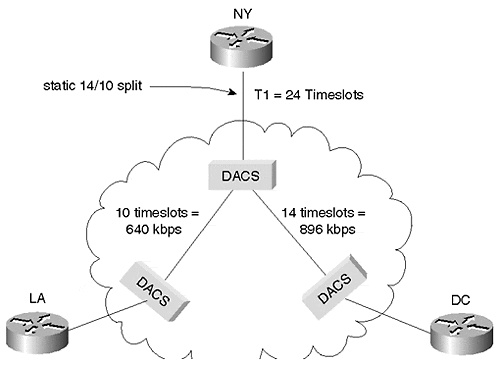 NY
static 14/10 split
T1 = 24 Timeslots
DACS
10 timeslots =
640 kbps
14 timeslots =
896 kbps
DACS
DACS
LA
DC